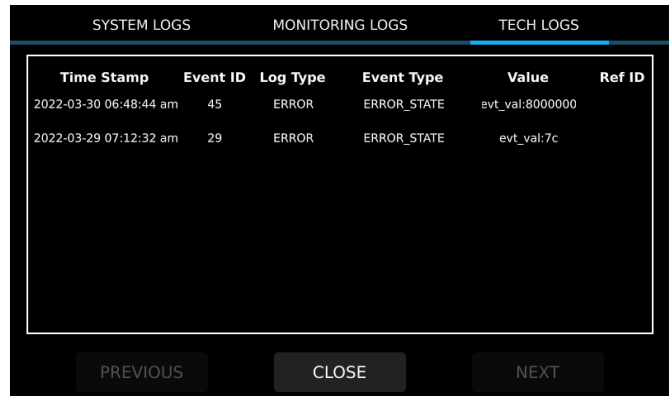 SYSTEM LOGS MONITORING LOGS TECH LOGS
Time Stamp Event ID Log Type Event Type Value Ref ID
2022-03-30 06:48:44 am 45 ERROR ERROR_STATE evt_val:8000000
2022-03-29 07:12:32 am 29 ERROR ERROR_STATE evt_val:7c
PREVIOUS CLOSE NEXT